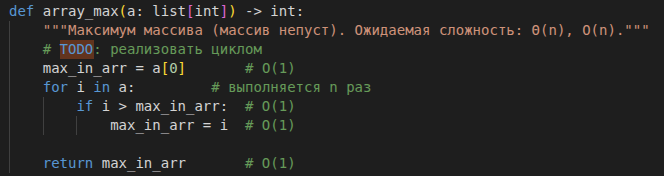 def array_max(a: list[int]) -> int:
    """Максимум массива (массив непуст). Ожидаемая сложность: Θ(n), O(n)."""
    # TODO: реализовать циклом
    max_in_arr = a[0]       # O(1)
    for i in a:         # выполняется n раз
        if i > max_in_arr:  # O(1)
            max_in_arr = i  # O(1)

    return max_in_arr       # O(1)